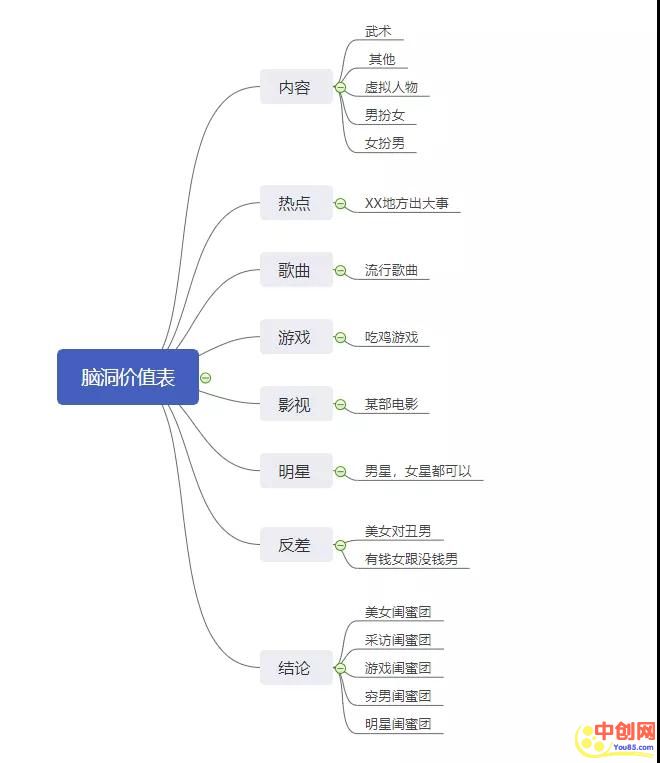 脑洞价值表
内容
武术
其他
虚拟人物
男扮女
女扮男
热点
XX地方出大事
歌曲
流行歌曲
游戏
吃鸡游戏
影视
某部电影
明星
男星，女星都可以
反差
美女对丑男
有钱女跟没钱男
结论
美女闺蜜团
采访闺蜜团
游戏闺蜜团
穷男闺蜜团
明星闺蜜团
中创网
You85.com